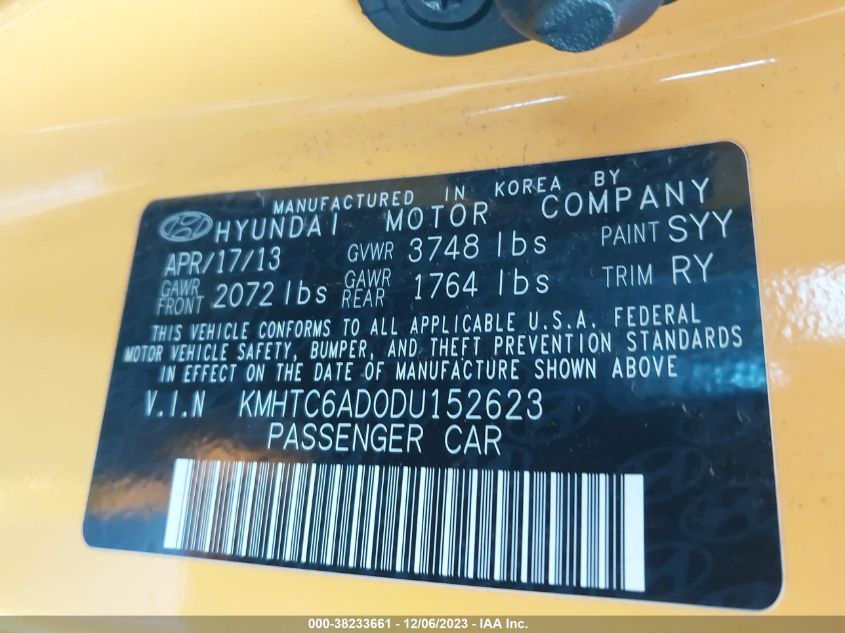 MANUFACTURED IN KOREA BY
HYUNDAI MOTOR COMPANY
APR/17/13 GVWR 3748 lbs PAINT SYY
GAWR FRONT 2072 lbs GAWR REAR 1764 lbs TRIM RY
THIS VEHICLE CONFORMS TO ALL APPLICABLE U.S.A. FEDERAL
MOTOR VEHICLE SAFETY, BUMPER, AND THEFT PREVENTION STANDARDS
IN EFFECT ON THE DATE OF MANUFACTURE SHOWN ABOVE
V.I.N KMHTC6AD0DU152623
PASSENGER CAR
000-38233661 - 12/06/2023 - IAA Inc.